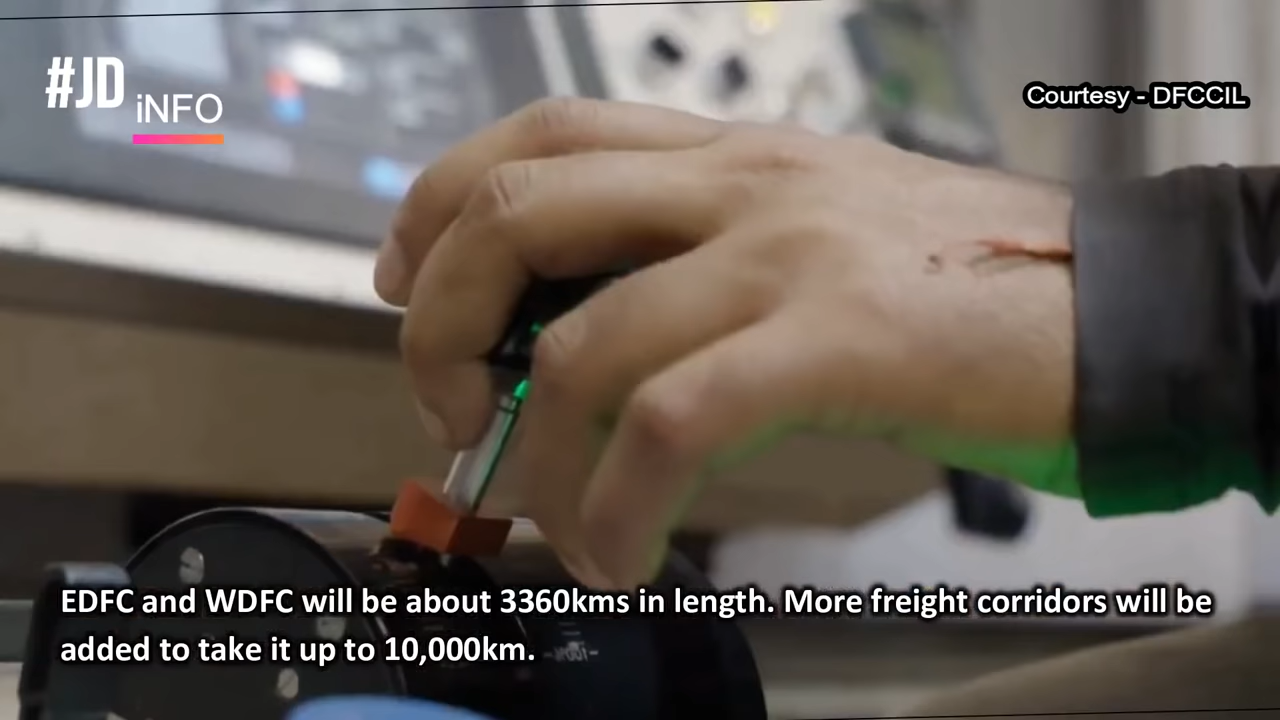 #JD
iNFO
Courtesy - DFCCIL
EDFC and WDFC will be about 3360kms in length. More freight corridors will be
added to take it up to 10,000km.